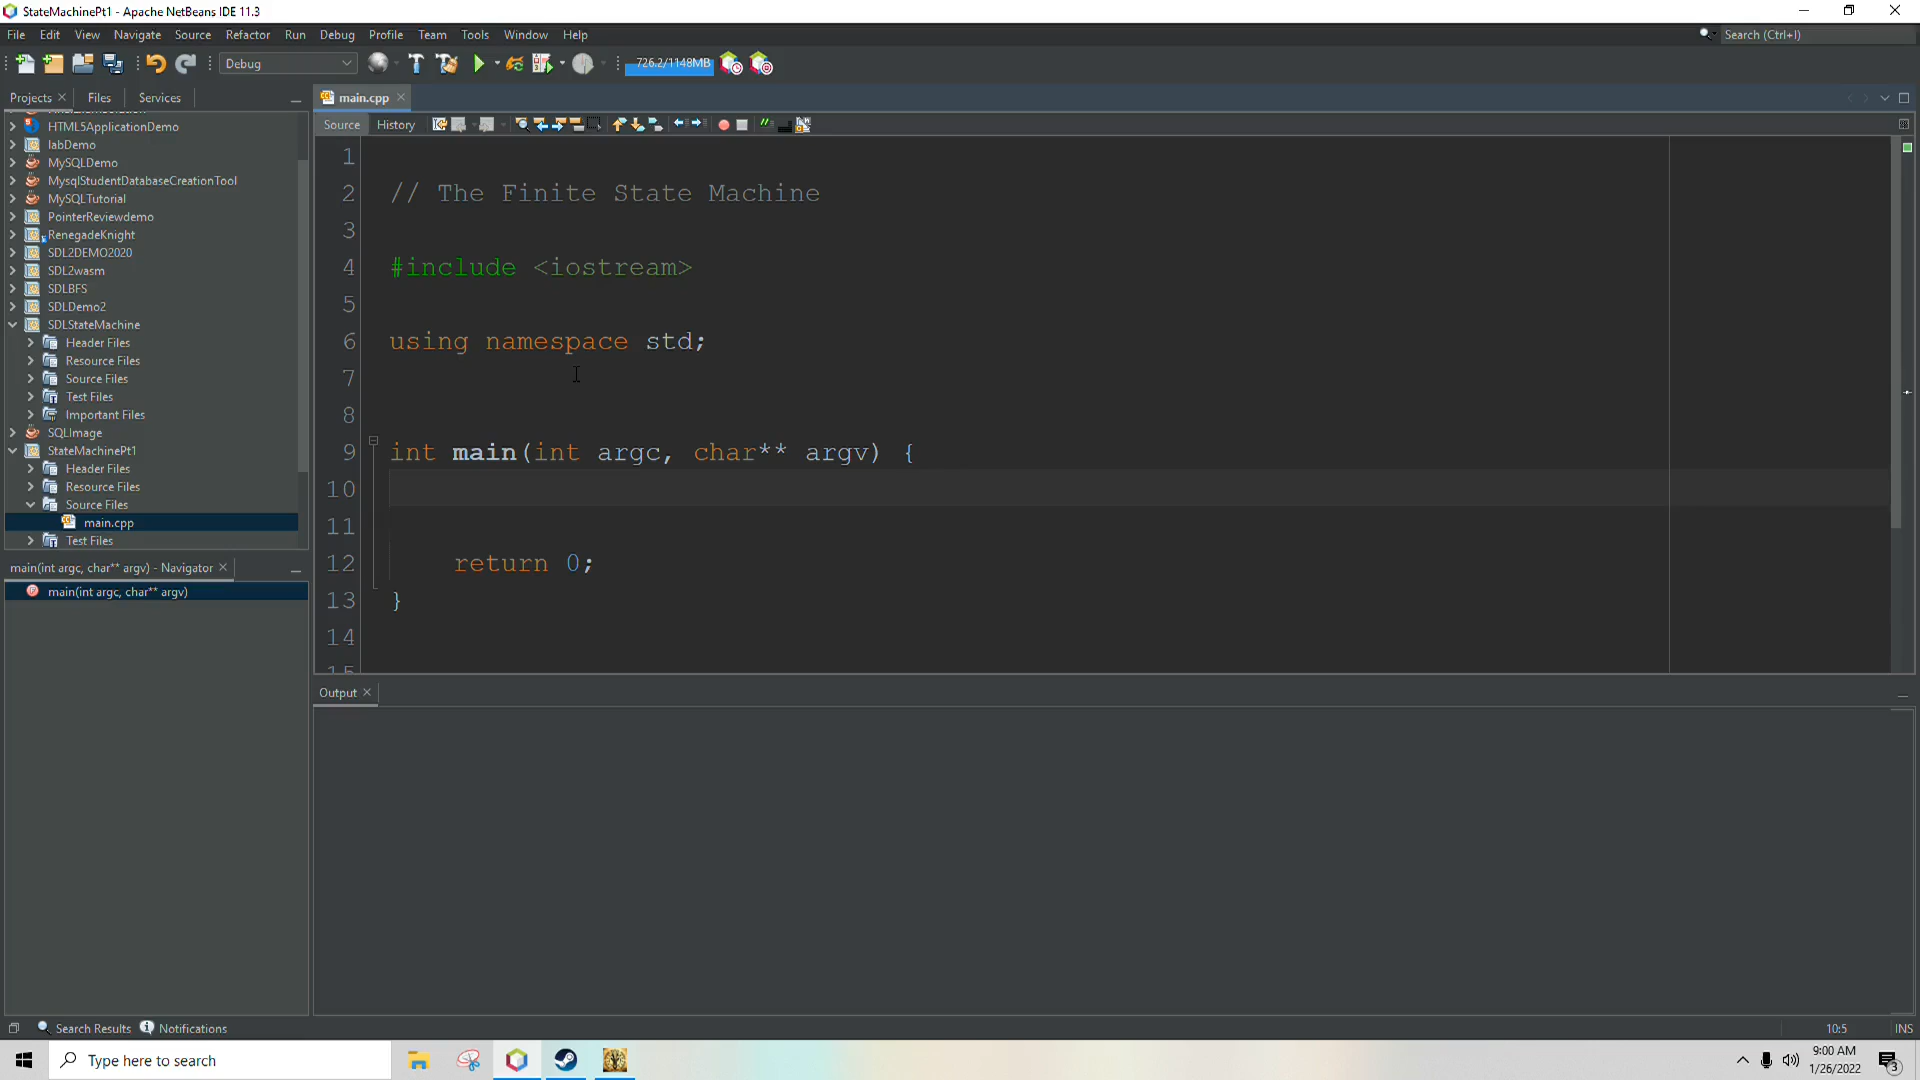 StateMachinePt1 - Apache NetBeans IDE 11.3
File Edit View Navigate Source Refactor Run Debug Profile Team Tools Window Help
Search (Ctrl+I)
Debug
726.2/1148MB
Projects Files Services
main.cpp
Source History
HTML5ApplicationDemo
labDemo
MySQLDemo
MysqlStudentDatabaseCreationTool
MySQLTutorial
PointerReviewdemo
RenegadeKnight
SDL2DEMO2020
SDL2wasm
SDLBFS
SDLDemo2
SDLStateMachine
Header Files
Resource Files
Source Files
Test Files
Important Files
SQLImage
StateMachinePt1
Header Files
Resource Files
Source Files
main.cpp
Test Files
main(int argc, char** argv) - Navigator
main(int argc, char** argv)
1
2 // The Finite State Machine
3
4 #include <iostream>
5
6 using namespace std;
7
8
9 int main(int argc, char** argv) {
10
11
12 return 0;
13 }
14
15
Output
Search Results Notifications
10:5 INS
Type here to search
9:00 AM
1/26/2022
3